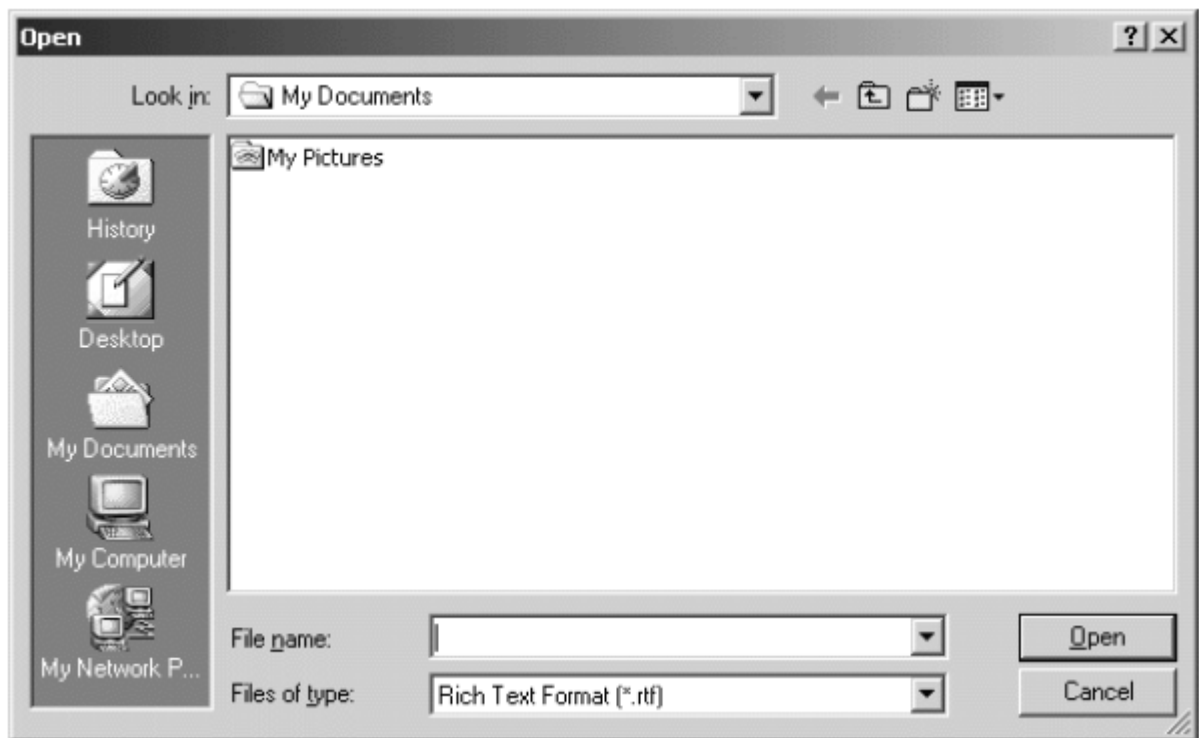 Open
Look in: My Documents
My Pictures
History
Desktop
My Documents
My Computer
My Network P...
File name:
Open
Files of type: Rich Text Format (*.rtf)
Cancel